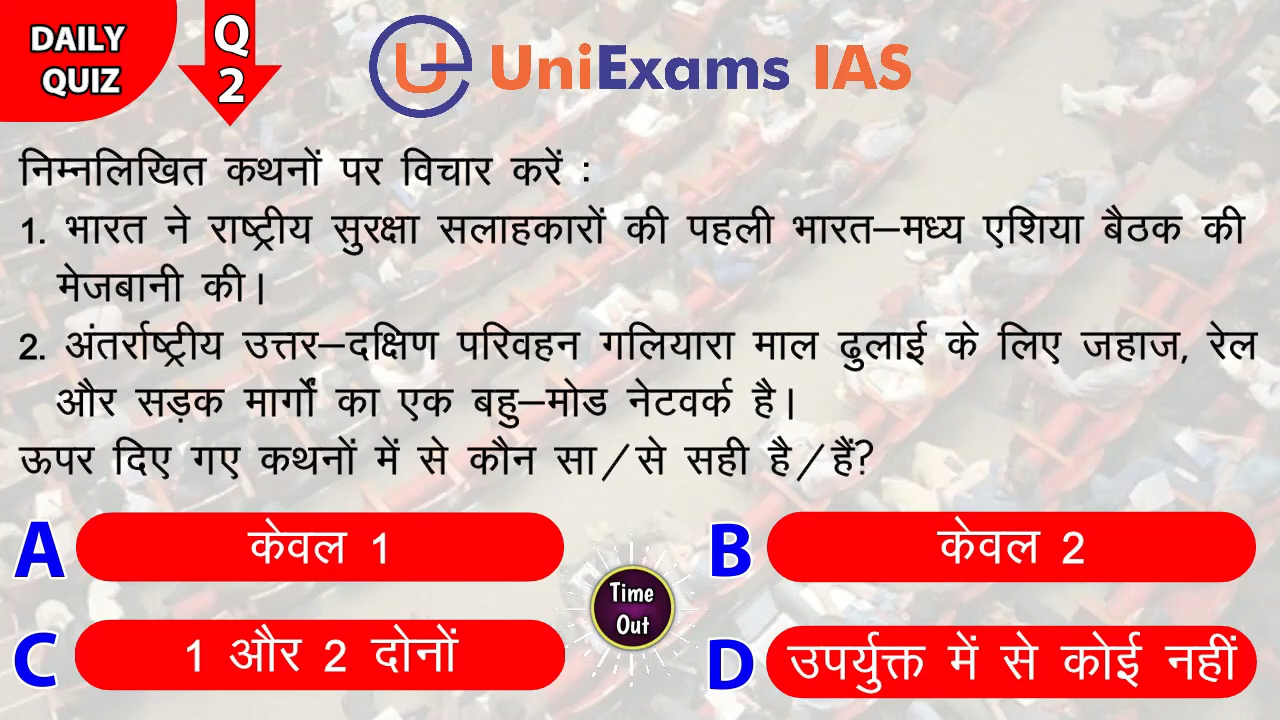 DAILY
QUIZ
Q
2
UniExams IAS
निम्नलिखित कथनों पर विचार करें :
1. भारत ने राष्ट्रीय सुरक्षा सलाहकारों की पहली भारत–मध्य एशिया बैठक की
मेजबानी की।
2. अंतर्राष्ट्रीय उत्तर–दक्षिण परिवहन गलियारा माल ढुलाई के लिए जहाज, रेल
और सड़क मार्गों का एक बहु–मोड नेटवर्क है।
ऊपर दिए गए कथनों में से कौन सा/से सही है/हैं?
A केवल 1
B केवल 2
Time
Out
C 1 और 2 दोनों
D उपर्युक्त में से कोई नहीं